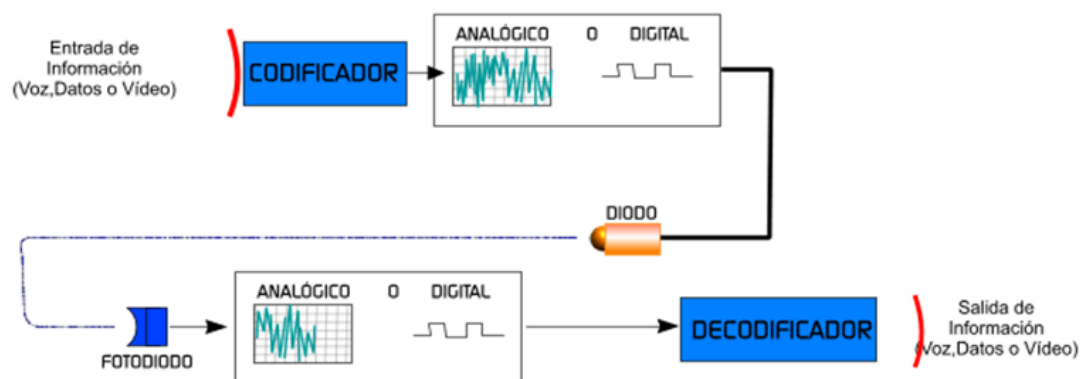 Entrada de
Información
(Voz,Datos o Vídeo)
CODIFICADOR
ANALÓGICO O DIGITAL
DIODO
ANALÓGICO O DIGITAL
FOTODIODO
DECODIFICADOR
Salida de
Información
(Voz,Datos o Vídeo)